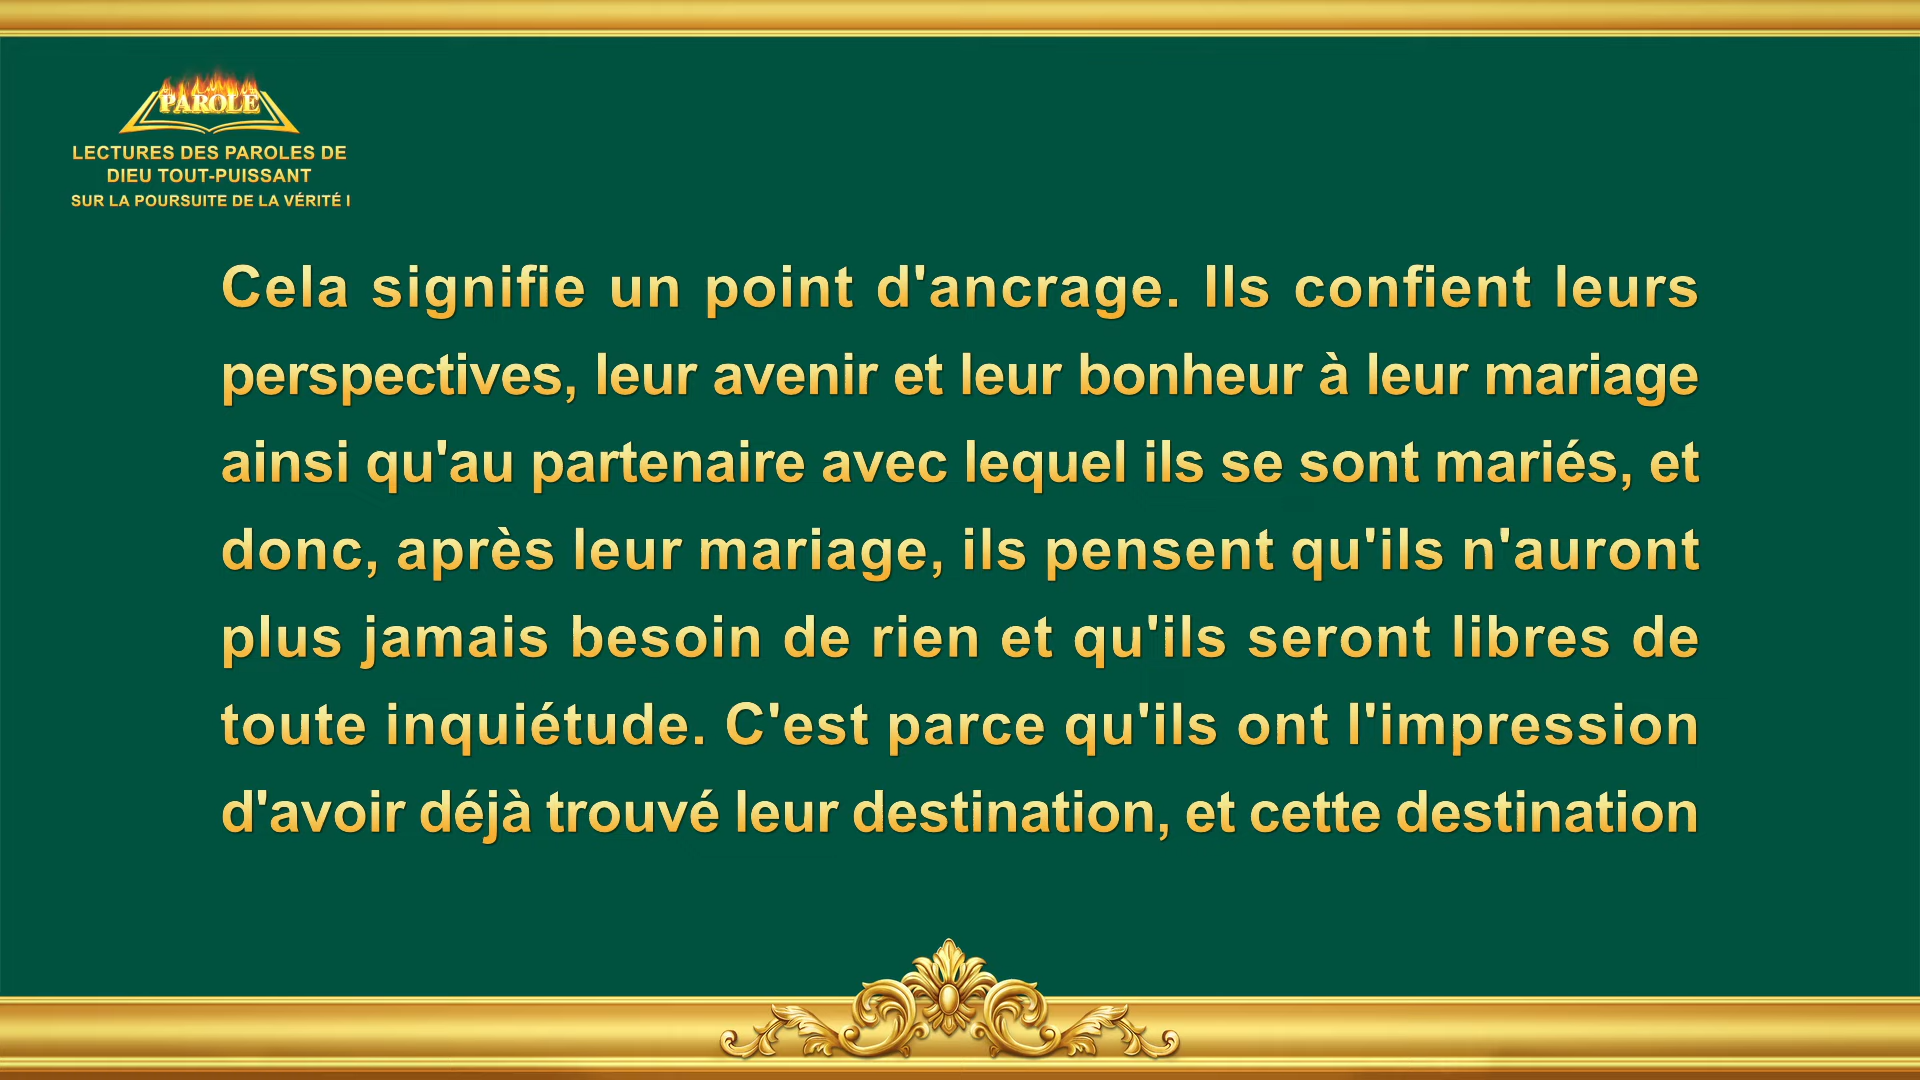 PAROLE
LECTURES DES PAROLES DE
DIEU TOUT-PUISSANT
SUR LA POURSUITE DE LA VÉRITÉ I
Cela signifie un point d'ancrage. Ils confient leurs
perspectives, leur avenir et leur bonheur à leur mariage
ainsi qu'au partenaire avec lequel ils se sont mariés, et
donc, après leur mariage, ils pensent qu'ils n'auront
plus jamais besoin de rien et qu'ils seront libres de
toute inquiétude. C'est parce qu'ils ont l'impression
d'avoir déjà trouvé leur destination, et cette destination